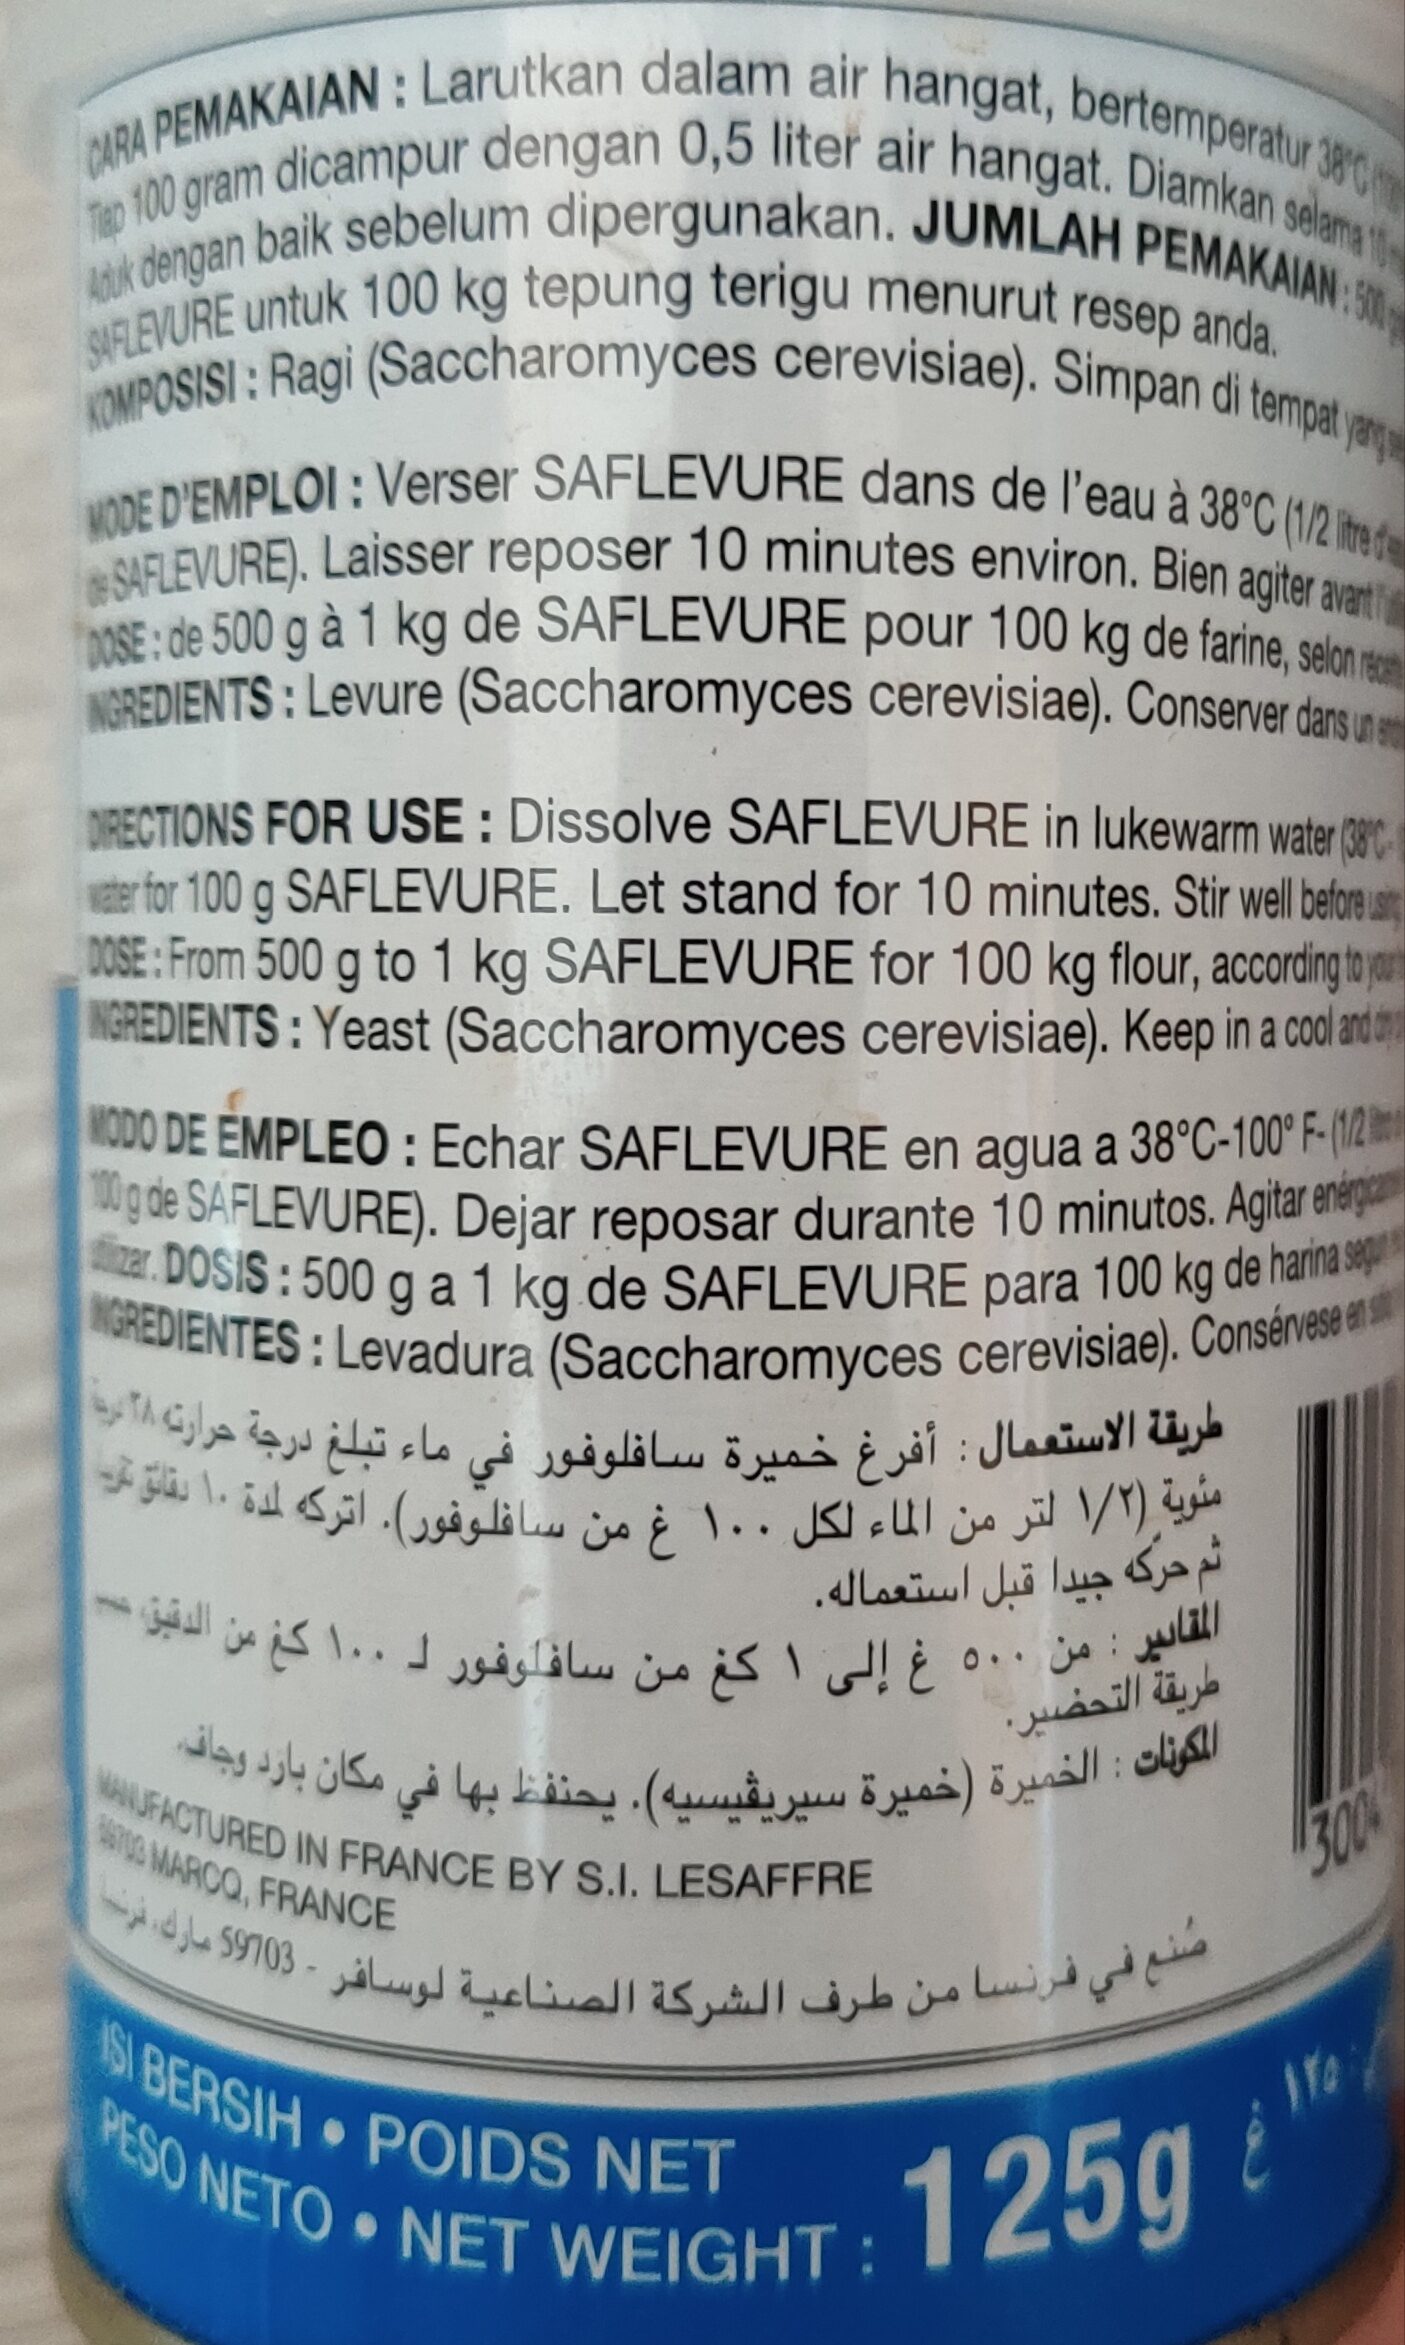 CARA PEMAKAIAN : Larutkan dalam air hangat, bertemperatur 38°C
Tiap 100 gram dicampur dengan 0,5 liter air hangat. Diamkan selama 10
Aduk dengan baik sebelum dipergunakan. JUMLAH PEMAKAIAN : 500
SAFLEVURE untuk 100 kg tepung terigu menurut resep anda.
KOMPOSISI : Ragi (Saccharomyces cerevisiae). Simpan di tempat yang
MODE D'EMPLOI : Verser SAFLEVURE dans de l'eau à 38°C (1/2 litre
de SAFLEVURE). Laisser reposer 10 minutes environ. Bien agiter avant
DOSE : de 500 g à 1 kg de SAFLEVURE pour 100 kg de farine, selon
INGREDIENTS : Levure (Saccharomyces cerevisiae). Conserver dans un
DIRECTIONS FOR USE : Dissolve SAFLEVURE in lukewarm water (38°C-
water for 100 g SAFLEVURE. Let stand for 10 minutes. Stir well before
DOSE : From 500 g to 1 kg SAFLEVURE for 100 kg flour, according to
INGREDIENTS : Yeast (Saccharomyces cerevisiae). Keep in a cool and
MODO DE EMPLEO : Echar SAFLEVURE en agua a 38°C-100° F- (1/2
100 g de SAFLEVURE). Dejar reposar durante 10 minutos. Agitar
utilizar. DOSIS : 500 g a 1 kg de SAFLEVURE para 100 kg de harina
INGREDIENTES : Levadura (Saccharomyces cerevisiae). Consérvese en
طريقة الاستعمال : أفرغ خميرة سافلوفور في ماء تبلغ درجة حرارته ٣٨ درجة
مئوية (١/٢ لتر من الماء لكل ١٠٠ غ من سافلوفور). اتركه لمدة ١٠ دقائق تقريبا
ثم حركه جيدا قبل استعماله.
المقادير : من ٥٠٠ غ إلى ١ كغ من سافلوفور لـ ١٠٠ كغ من الدقيق، حسب
طريقة التحضير.
المكونات : الخميرة (خميرة سيريڤيسيه). يحتفظ بها في مكان بارد وجاف.
MANUFACTURED IN FRANCE BY S.I. LESAFFRE
59703 MARCQ, FRANCE
صُنع في فرنسا من طرف الشركة الصناعية لوسافر - 59703 مارك، فرنسا
3004
ISI BERSIH • POIDS NET
PESO NETO • NET WEIGHT : 125g ١٢٥ غ